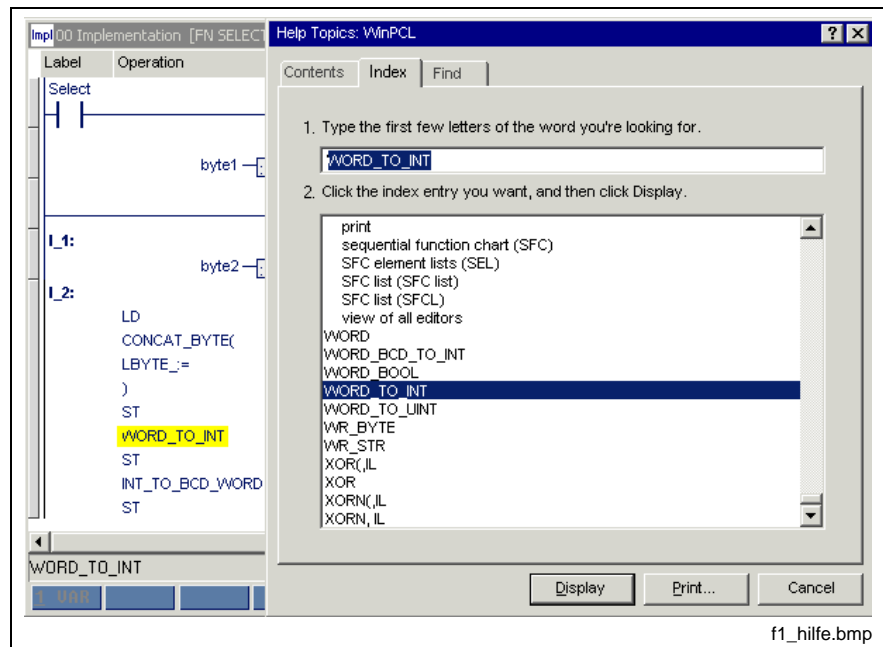 Impl 00 Implementation [FN SELECT
Label Operation
Select
byte1
I_1:
byte2
I_2:
LD
CONCAT_BYTE(
LBYTE_:=
)
ST
WORD_TO_INT
ST
INT_TO_BCD_WORD
ST
WORD_TO_INT
1 VAR
Help Topics: WinPCL
Contents Index Find
1. Type the first few letters of the word you're looking for.
WORD_TO_INT
2. Click the index entry you want, and then click Display.
print
sequential function chart (SFC)
SFC element lists (SEL)
SFC list (SFC list)
SFC list (SFCL)
view of all editors
WORD
WORD_BCD_TO_INT
WORD_BOOL
WORD_TO_INT
WORD_TO_UINT
WR_BYTE
WR_STR
XOR(,IL
XOR
XORN(,IL
XORN, IL
Display Print... Cancel
f1_hilfe.bmp